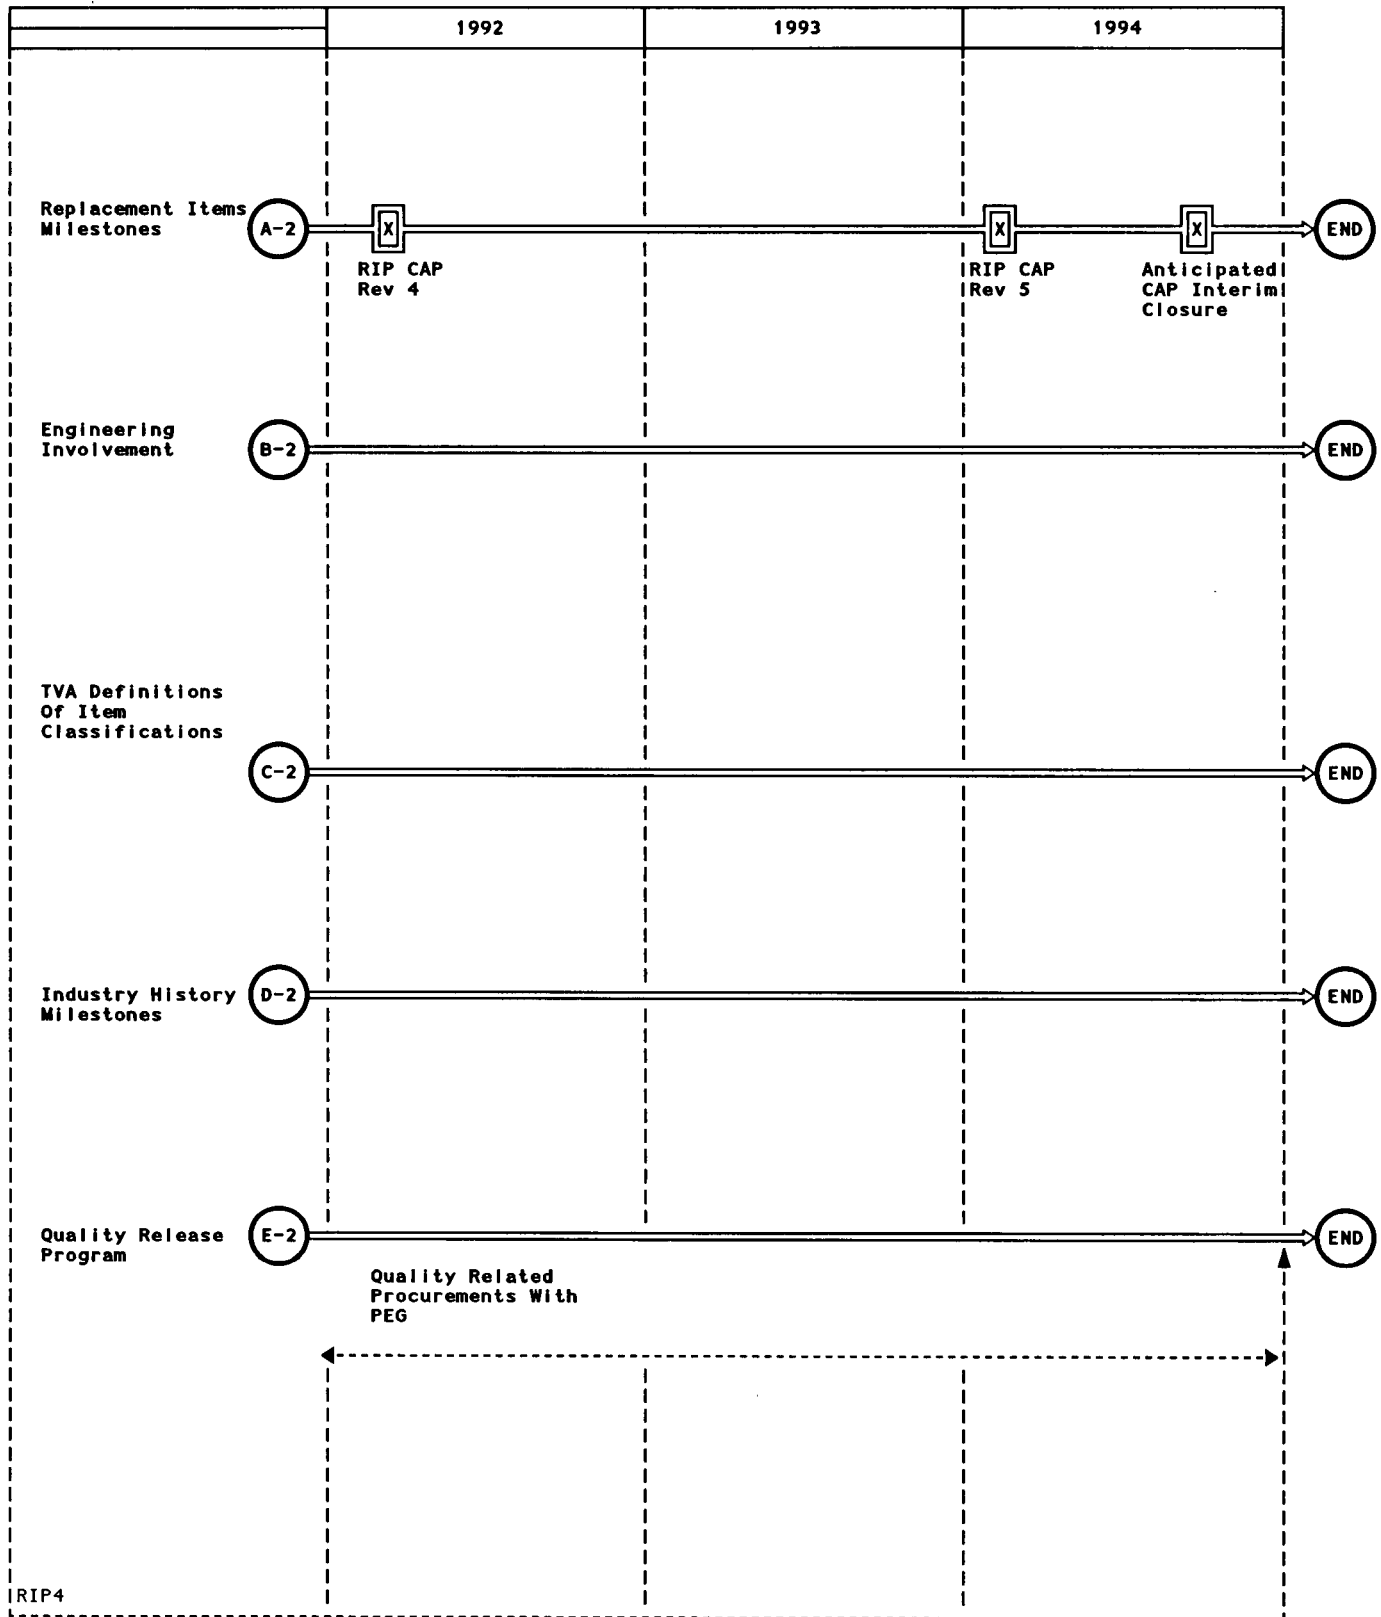 1992
1993
1994
Replacement Items
Milestones
A-2
X
X
X
END
RIP CAP
Rev 4
RIP CAP
Rev 5
Anticipated
CAP Interim
Closure
Engineering
Involvement
B-2
END
TVA Definitions
Of Item
Classifications
C-2
END
Industry History
Milestones
D-2
END
Quality Release
Program
E-2
END
Quality Related
Procurements With
PEG
RIP4